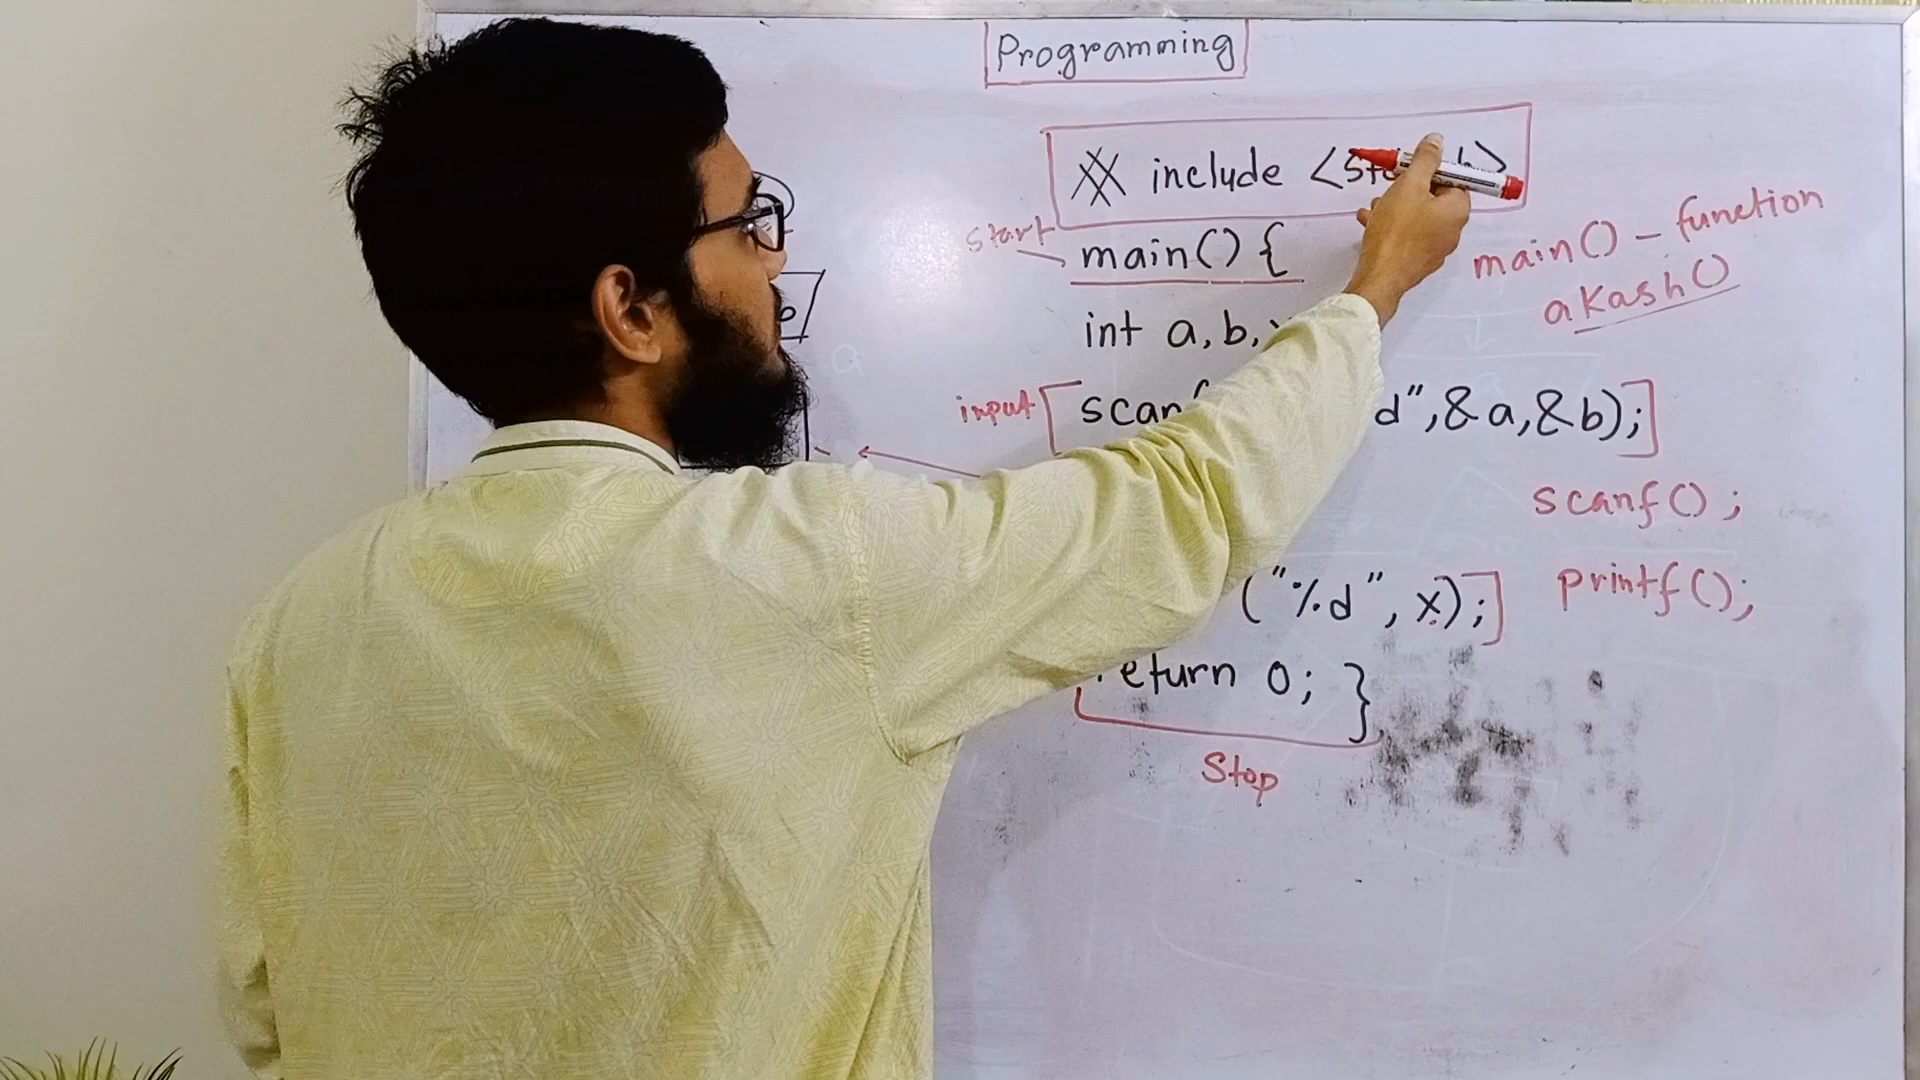 Programming
# include <st h>
start
main() {
main() - function
akash()
int a, b,
input
scanf d", &a, &b);
scanf();
("%d", x);
printf();
return 0; }
Stop